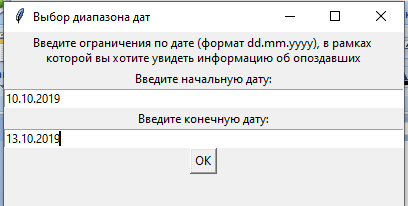 Выбор диапазона дат
Введите ограничения по дате (формат dd.mm.yyyy), в рамках
которой вы хотите увидеть информацию об опоздавших
Введите начальную дату:
10.10.2019
Введите конечную дату:
13.10.2019
ОК